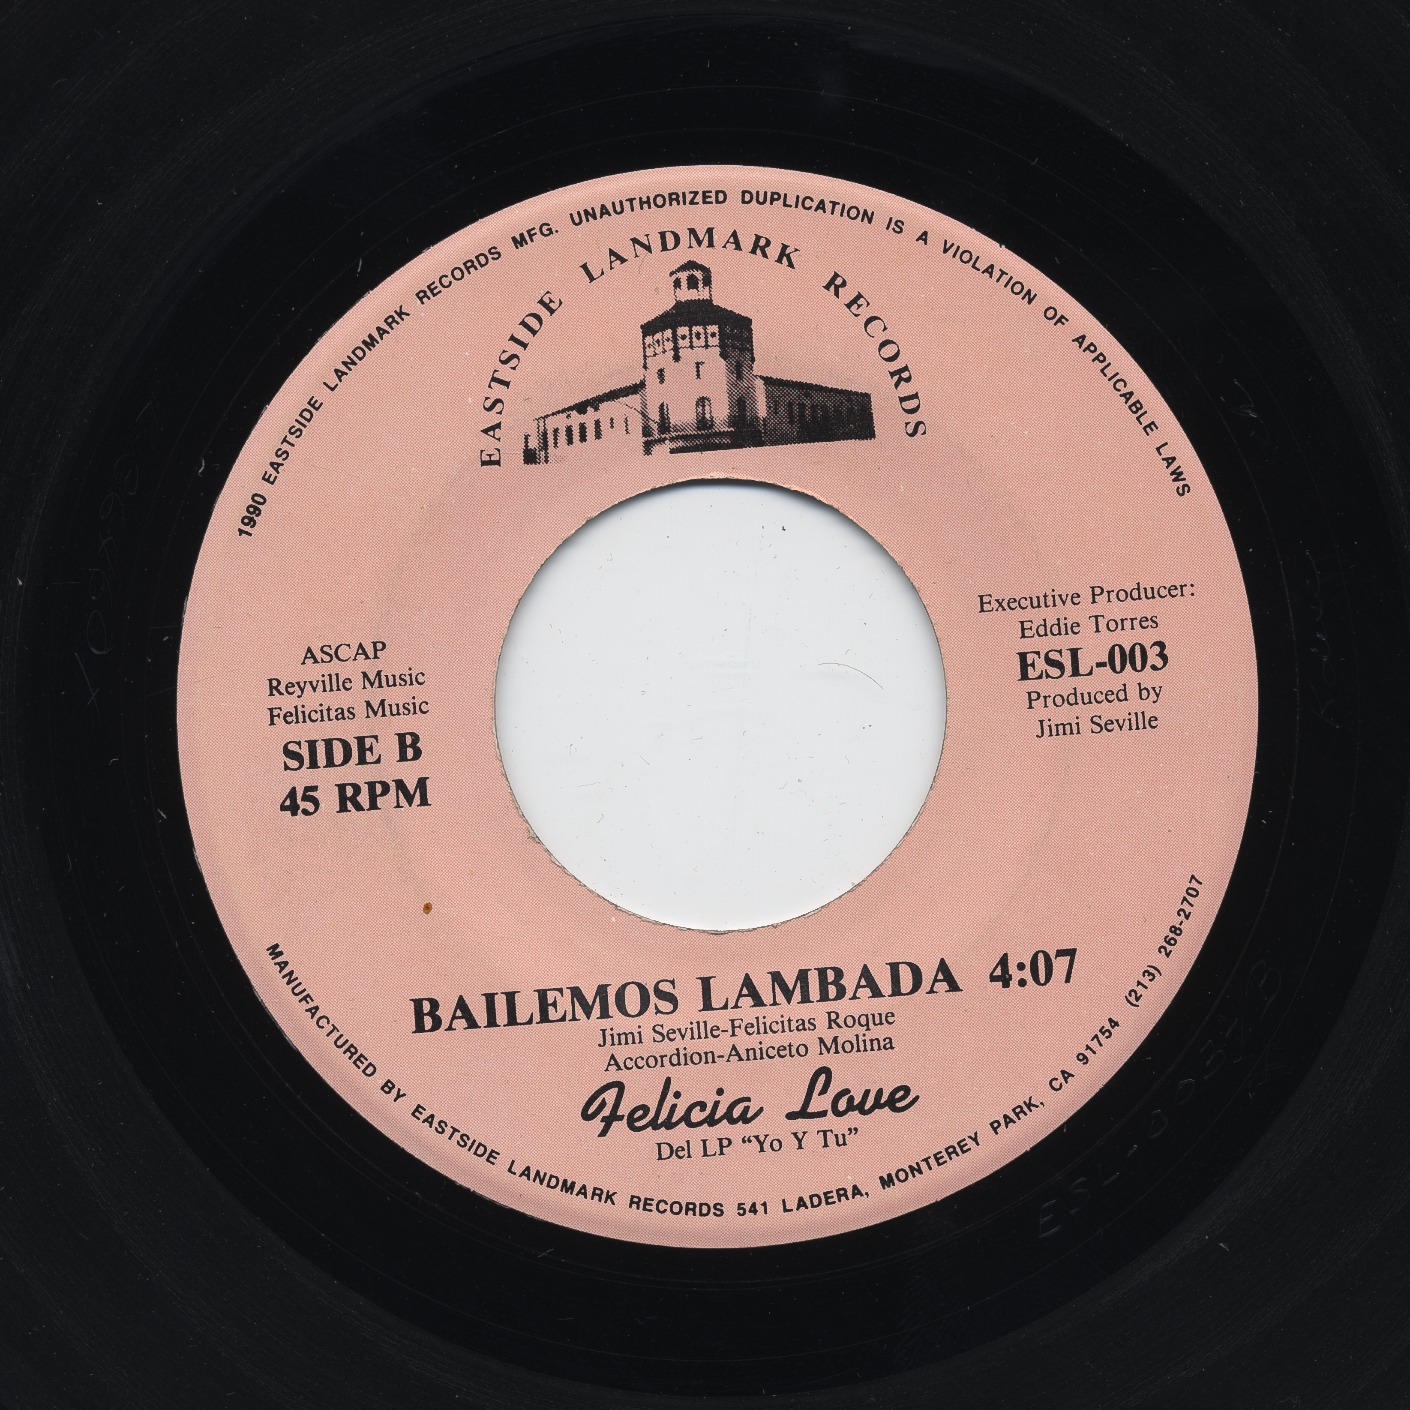 1990 EASTSIDE LANDMARK RECORDS MFG. UNAUTHORIZED DUPLICATION IS A VIOLATION OF APPLICABLE LAWS
EASTSIDE LANDMARK RECORDS
Executive Producer:
Eddie Torres
ESL-003
Produced by
Jimi Seville
ASCAP
Reyville Music
Felicitas Music
SIDE B
45 RPM
BAILEMOS LAMBADA 4:07
Jimi Seville-Felicitas Roque
Accordion-Aniceto Molina
Felicia Love
Del LP “Yo Y Tu”
MANUFACTURED BY EASTSIDE LANDMARK RECORDS 541 LADERA, MONTEREY PARK, CA 91754 (213) 268-2707